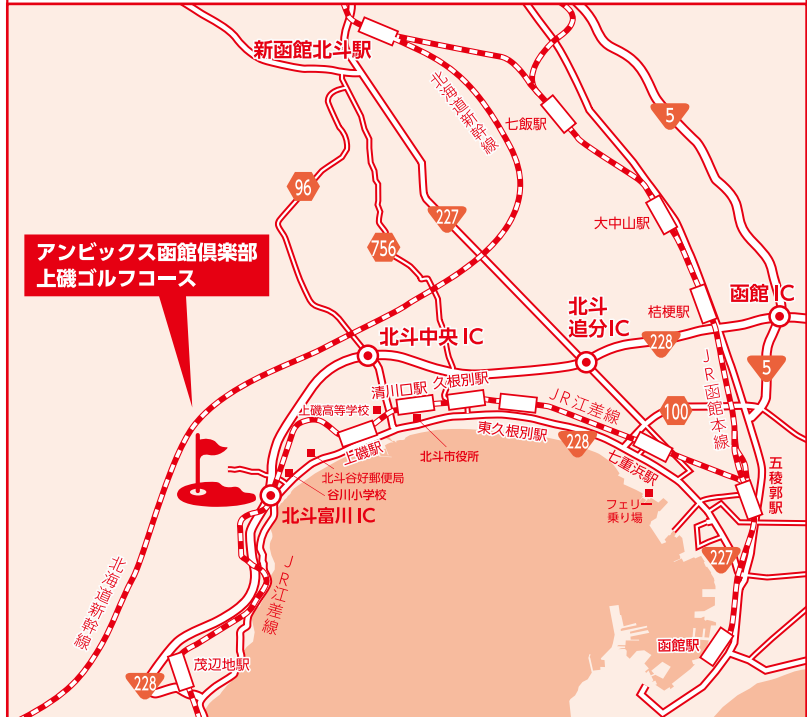 新函館北斗駅
北海道新幹線
七飯駅
5
96
227
756
大中山駅
アンビックス函館倶楽部
上磯ゴルフコース
函館IC
桔梗駅
北斗
追分IC
北斗中央IC
228
5
JR函館本線
清川口駅
久根別駅
JR江差線
100
上磯高等学校
東久根別駅
228
上磯駅
北斗市役所
七重浜駅
五稜郭駅
北斗谷好郵便局
谷川小学校
フェリー
乗り場
北斗富川IC
227
北海道新幹線
JR江差線
函館駅
茂辺地駅
228